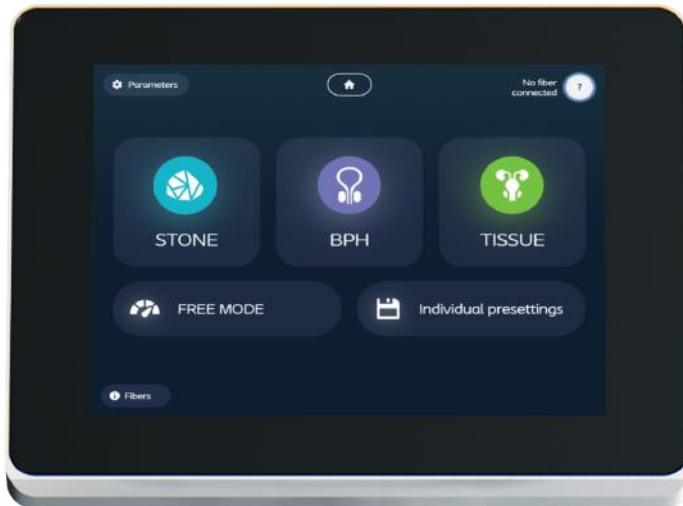 Parameters
No fiber
connected
?
STONE
BPH
TISSUE
FREE MODE
Individual presettings
Fibers